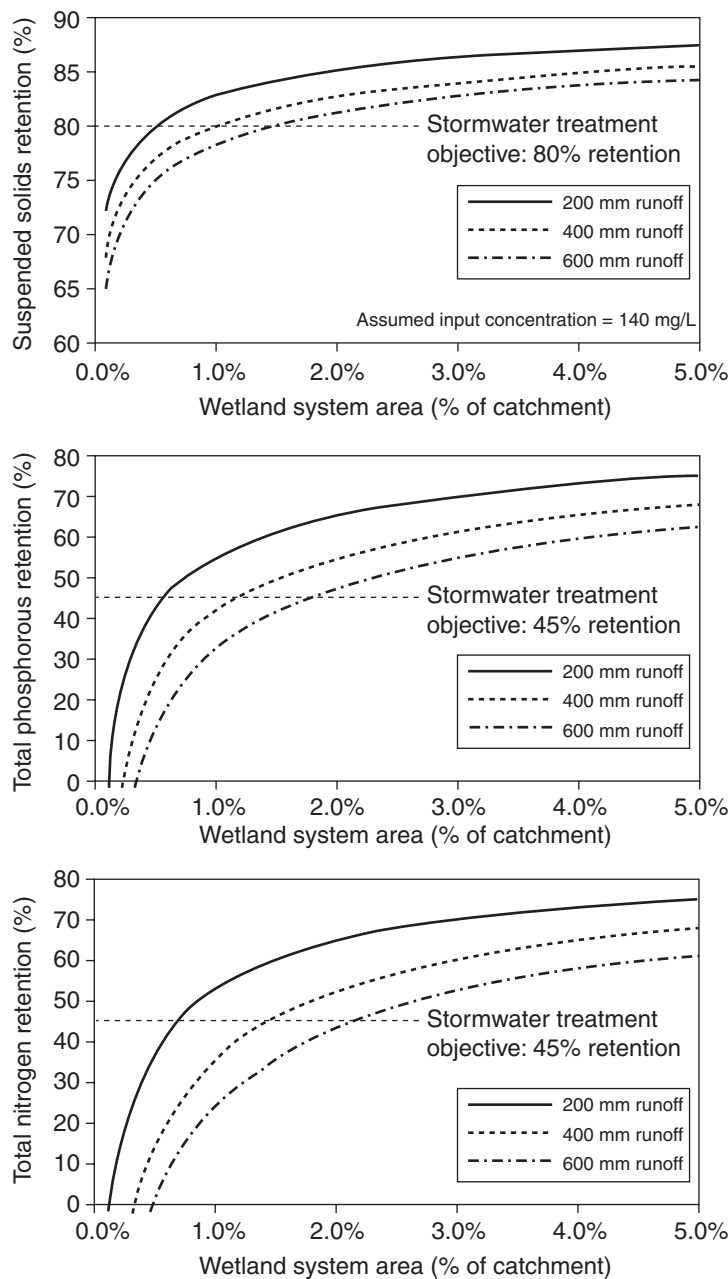 90
85
80
75
70
65
60
Suspended solids retention (%)
Stormwater treatment
objective: 80% retention
200 mm runoff
400 mm runoff
600 mm runoff
Assumed input concentration = 140 mg/L
0.0% 1.0% 2.0% 3.0% 4.0% 5.0%
Wetland system area (% of catchment)
80
70
60
50
40
30
20
10
0
Total phosphorous retention (%)
Stormwater treatment
objective: 45% retention
200 mm runoff
400 mm runoff
600 mm runoff
0.0% 1.0% 2.0% 3.0% 4.0% 5.0%
Wetland system area (% of catchment)
80
70
60
50
40
30
20
10
0
Total nitrogen retention (%)
Stormwater treatment
objective: 45% retention
200 mm runoff
400 mm runoff
600 mm runoff
0.0% 1.0% 2.0% 3.0% 4.0% 5.0%
Wetland system area (% of catchment)